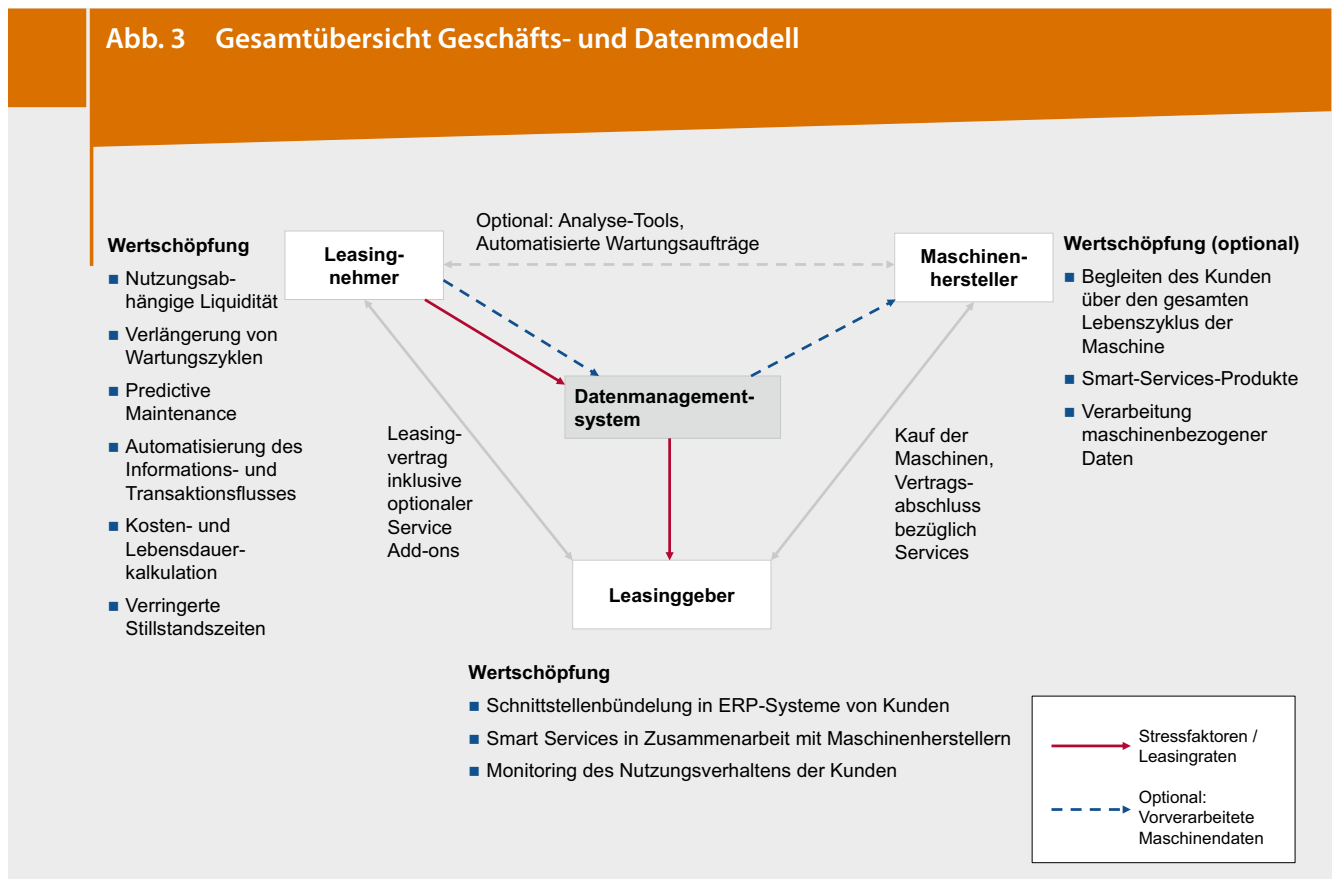 Abb. 3 Gesamtübersicht Geschäfts- und Datenmodell
Optional: Analyse-Tools,
Automatisierte Wartungsaufträge
Wertschöpfung
Nutzungsab-
hängige Liquidität
Verlängerung von
Wartungszyklen
Predictive
Maintenance
Automatisierung des
Informations- und
Transaktionsflusses
Kosten- und
Lebensdauer-
kalkulation
Verringerte
Stillstandszeiten
Leasing-
nehmer
Maschinen-
hersteller
Wertschöpfung (optional)
Begleiten des Kunden
über den gesamten
Lebenszyklus der
Maschine
Smart-Services-Produkte
Verarbeitung
maschinenbezogener
Daten
Datenmanagement-
system
Leasing-
vertrag
inklusive
optionaler
Service
Add-ons
Kauf der
Maschinen,
Vertrags-
abschluss
bezüglich
Services
Leasinggeber
Wertschöpfung
Schnittstellenbündelung in ERP-Systeme von Kunden
Smart Services in Zusammenarbeit mit Maschinenherstellern
Monitoring des Nutzungsverhaltens der Kunden
Stressfaktoren /
Leasingraten
Optional:
Vorverarbeitete
Maschinendaten